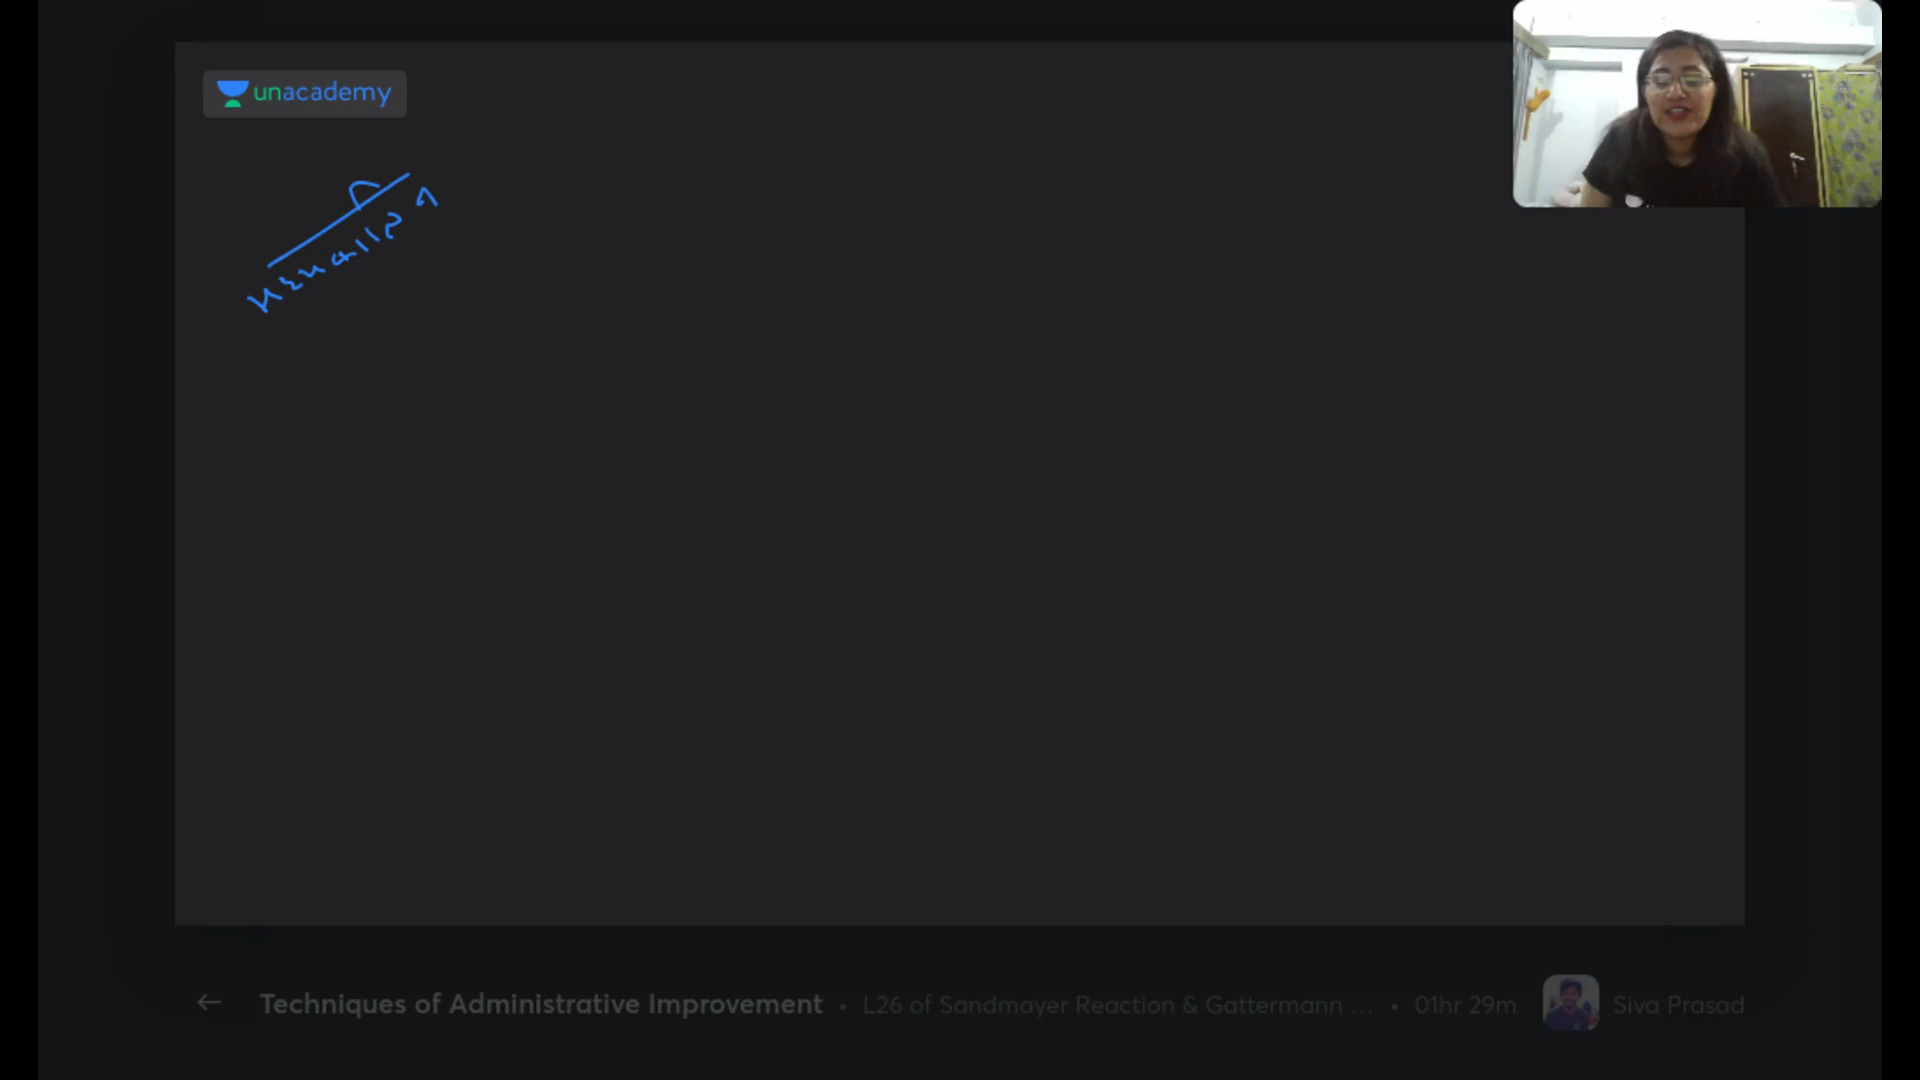 unacademy
Techniques of Administrative Improvement • L26 of Sandmayer Reaction & Gattermann ... • 01hr 29m Siva Prasad